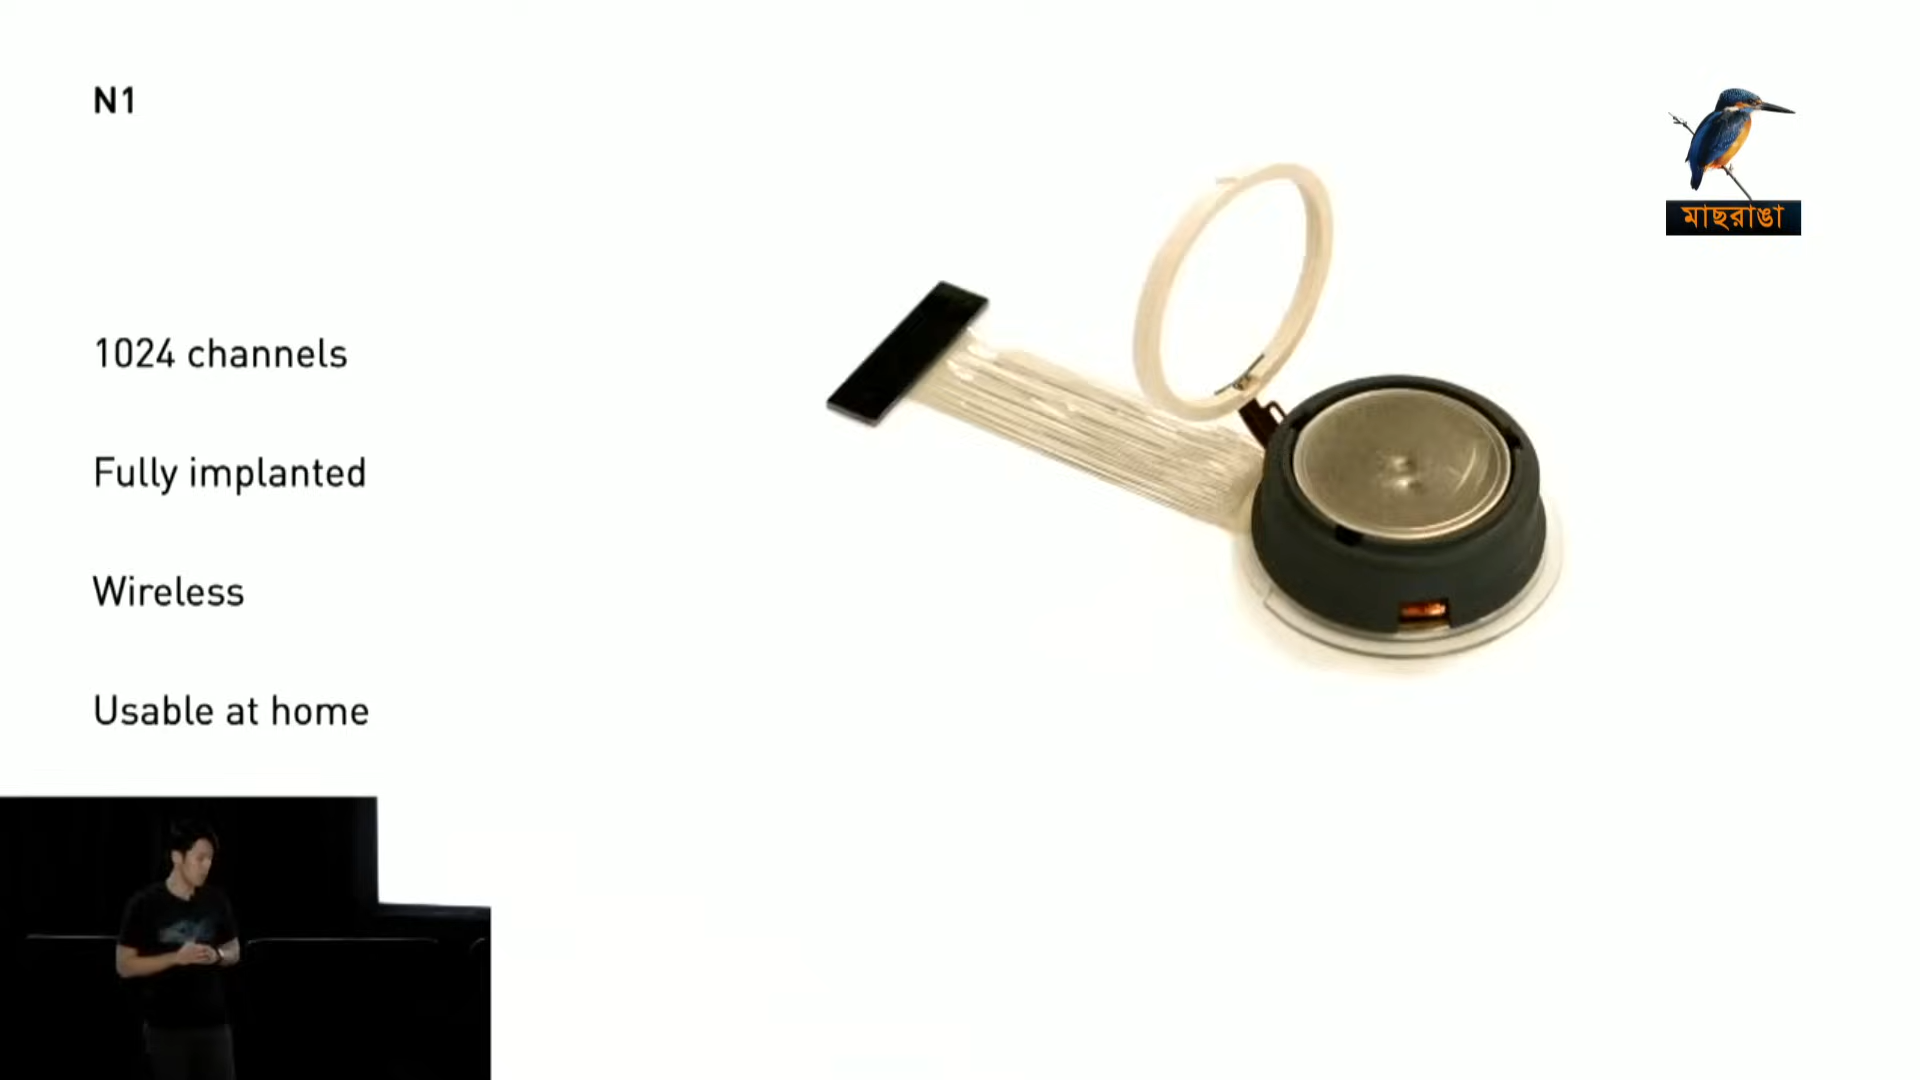 N1
মাছরাঙা
1024 channels
Fully implanted
Wireless
Usable at home